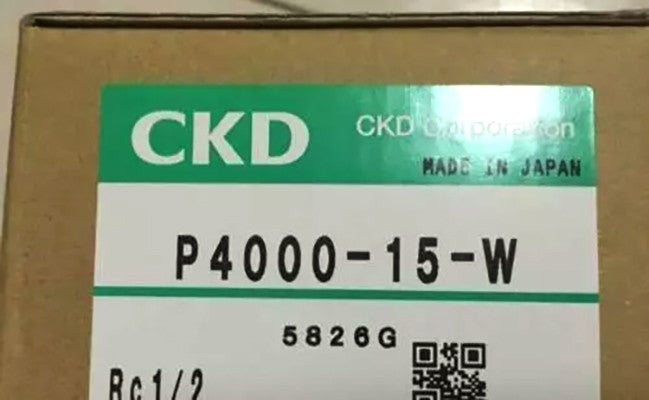 CKD CKD Corporation
MADE IN JAPAN
P4000-15-W
5826G
Rc1/2